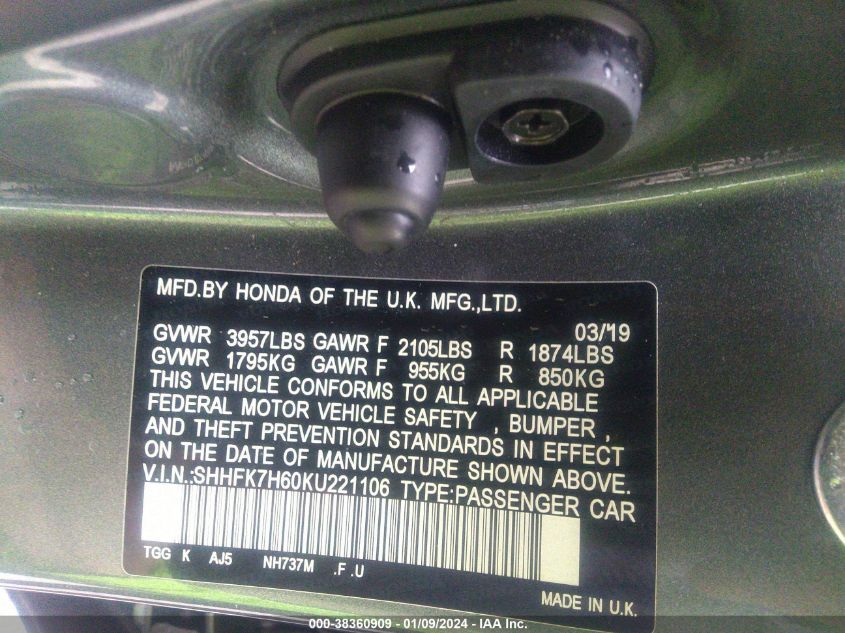 MFD.BY HONDA OF THE U.K. MFG.,LTD.
03/'19
GVWR 3957LBS GAWR F 2105LBS R 1874LBS
GVWR 1795KG GAWR F 955KG R 850KG
THIS VEHICLE CONFORMS TO ALL APPLICABLE
FEDERAL MOTOR VEHICLE SAFETY , BUMPER ,
AND THEFT PREVENTION STANDARDS IN EFFECT
ON THE DATE OF MANUFACTURE SHOWN ABOVE.
V.I.N.:SHHFK7H60KU221106 TYPE:PASSENGER CAR
TGG K AJ5 NH737M .F .U
MADE IN U.K.
000-38360909 - 01/09/2024 - IAA Inc.